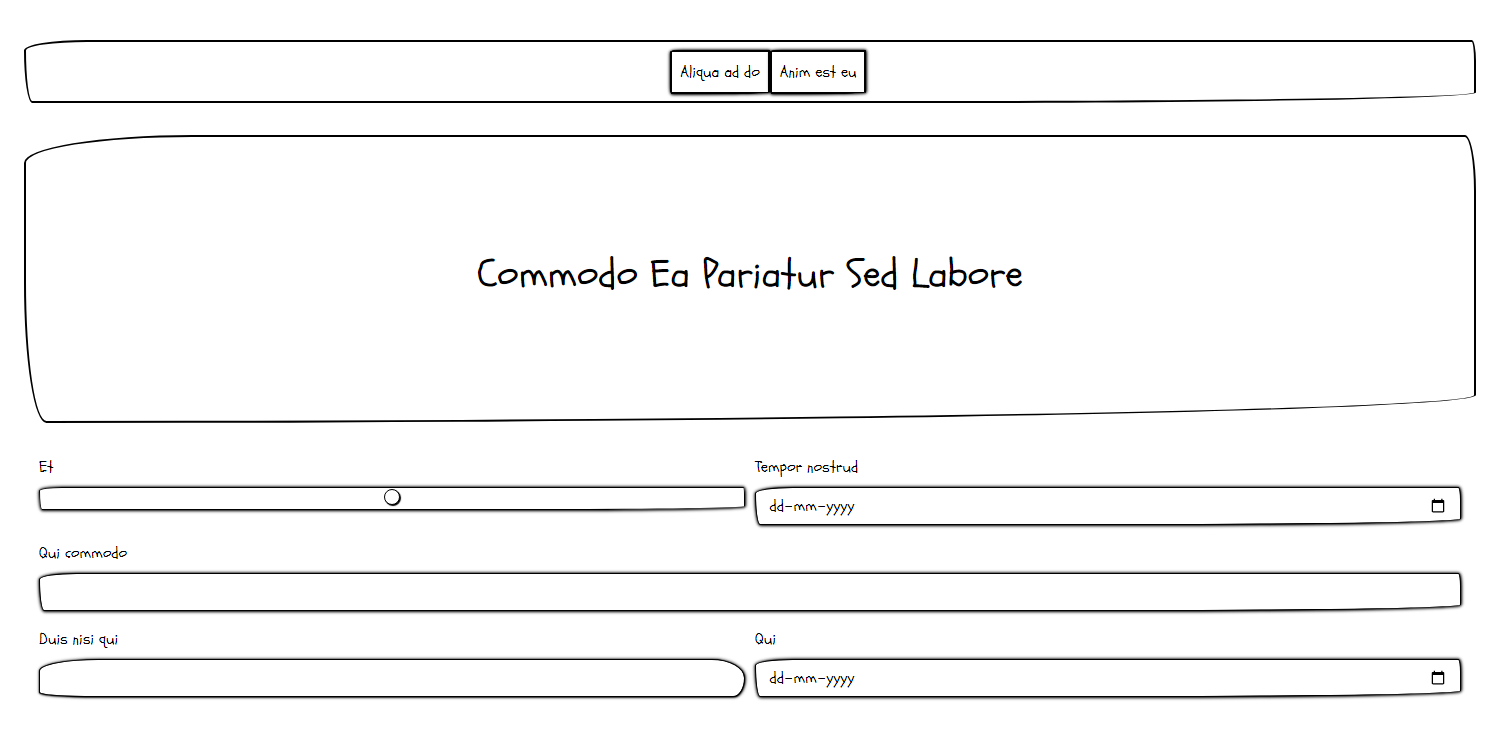 Aliqua ad do
Anim est eu
Commodo Ea Pariatur Sed Labore
Et
Tempor nostrud
dd-mm-yyyy
Qui commodo
Duis nisi qui
Qui
dd-mm-yyyy